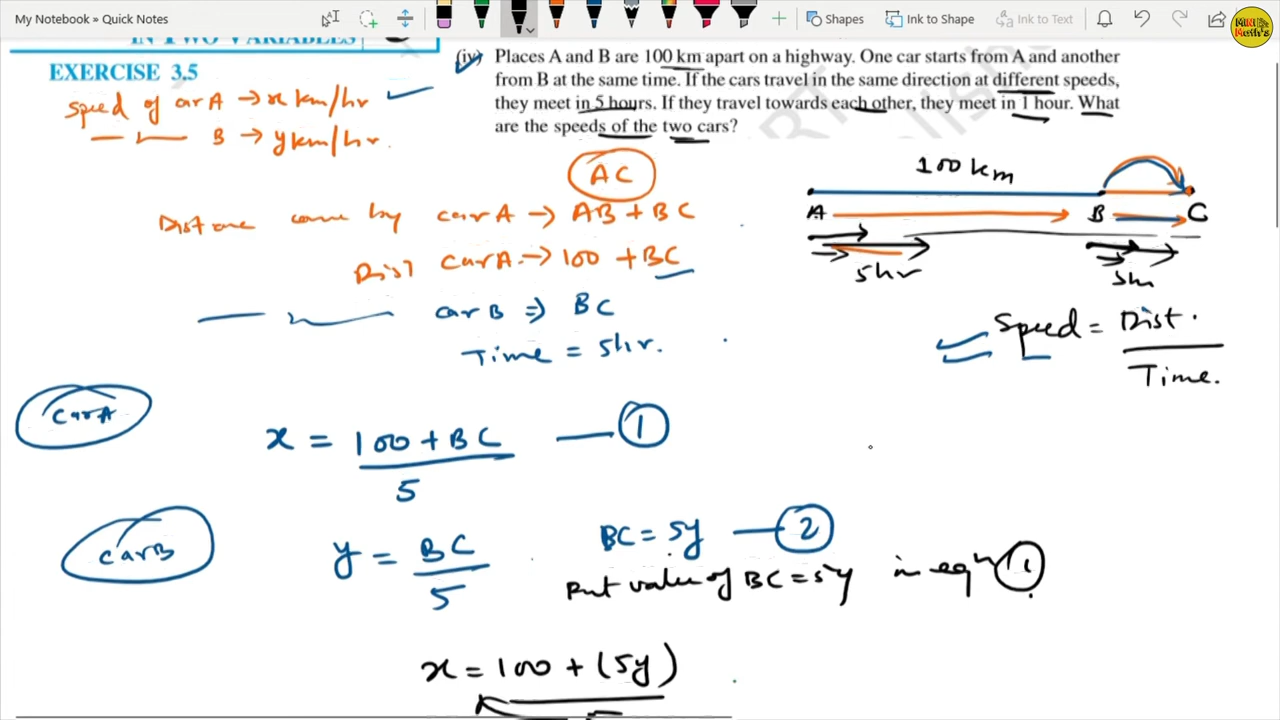 My Notebook » Quick Notes
Shapes
Ink to Shape
Ink to Text
IN TWO VARIABLES
EXERCISE 3.5
(iv) Places A and B are 100 km apart on a highway. One car starts from A and another
from B at the same time. If the cars travel in the same direction at different speeds,
they meet in 5 hours. If they travel towards each other, they meet in 1 hour. What
are the speeds of the two cars?
speed of car A → x km/hr
B → y km/hr
AC
100 km
A B C
5hr
Distance by car A → AB + BC
Dist car A → 100 + BC
car B ⇒ BC
Time = 5hr.
Speed = Dist.
Time.
Car A
x = 100 + BC — 1
5
Car B
y = BC
5
BC = 5y — 2
Put value of BC = 5y in eqn 1
x = 100 + (5y)